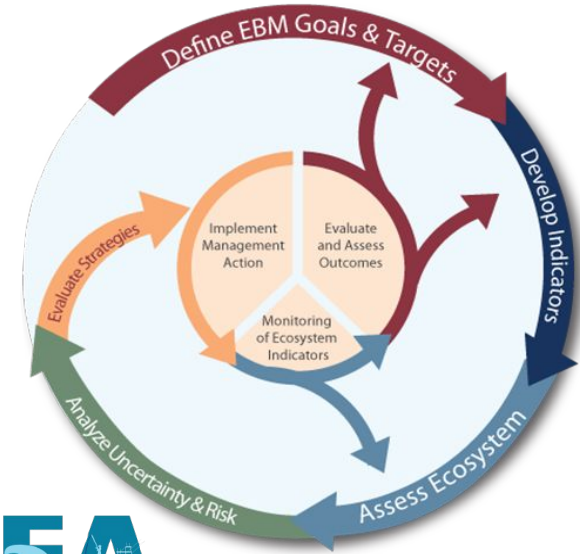 Define EBM Goals & Targets
Develop Indicators
Assess Ecosystem
Analyze Uncertainty & Risk
Evaluate Strategies
Implement
Management
Action
Evaluate
and Assess
Outcomes
Monitoring
of Ecosystem
Indicators